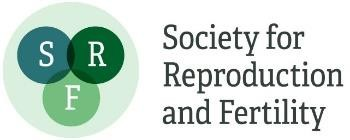 S R
F
Society for
Reproduction
and Fertility